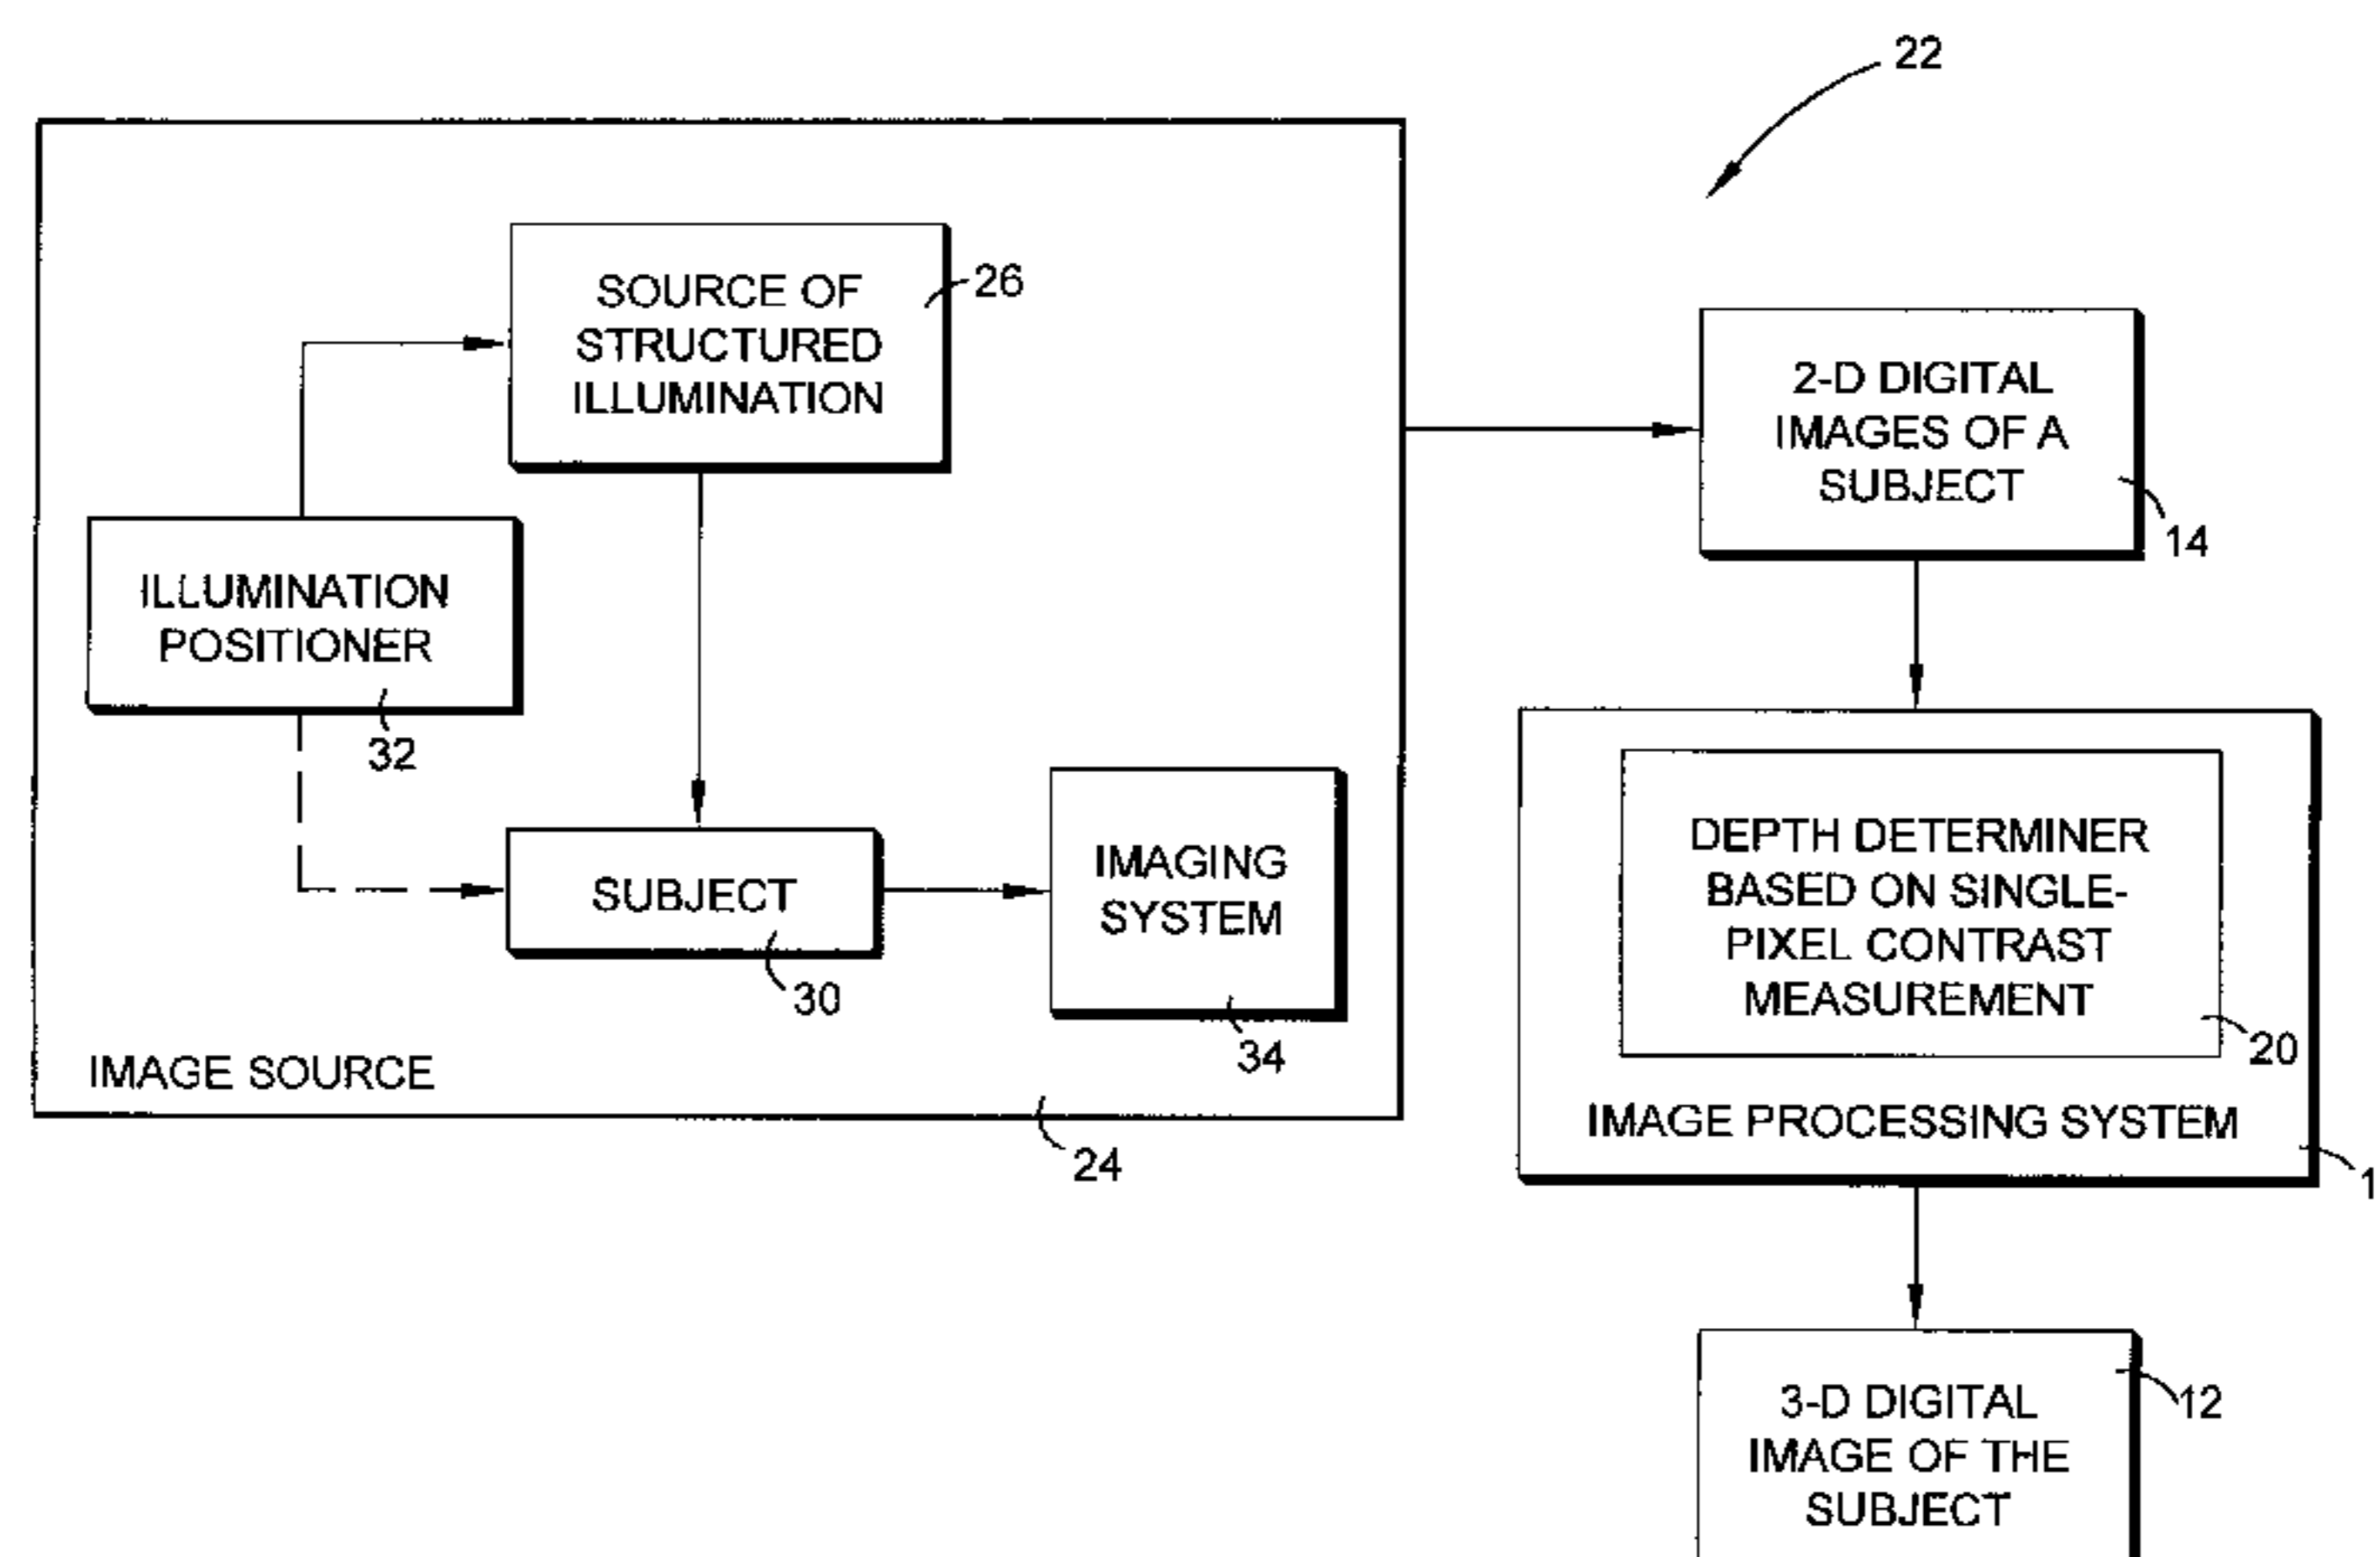 22
SOURCE OF
STRUCTURED
ILLUMINATION
26
2-D DIGITAL
IMAGES OF A
SUBJECT
14
ILLUMINATION
POSITIONER
32
SUBJECT
30
IMAGING
SYSTEM
34
IMAGE SOURCE
24
DEPTH DETERMINER
BASED ON SINGLE-
PIXEL CONTRAST
MEASUREMENT
20
IMAGE PROCESSING SYSTEM
3-D DIGITAL
IMAGE OF THE
SUBJECT
12